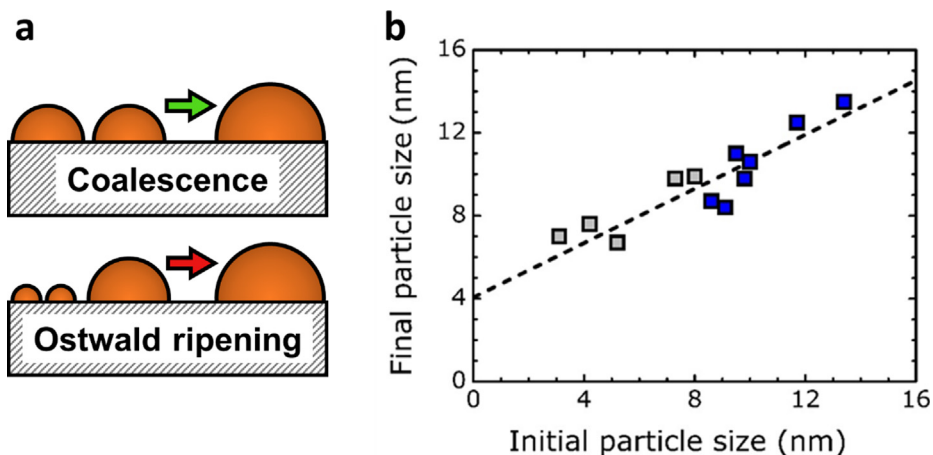 a
Coalescence
Ostwald ripening
b
Final particle size (nm)
16
12
8
4
0
0 4 8 12 16
Initial particle size (nm)